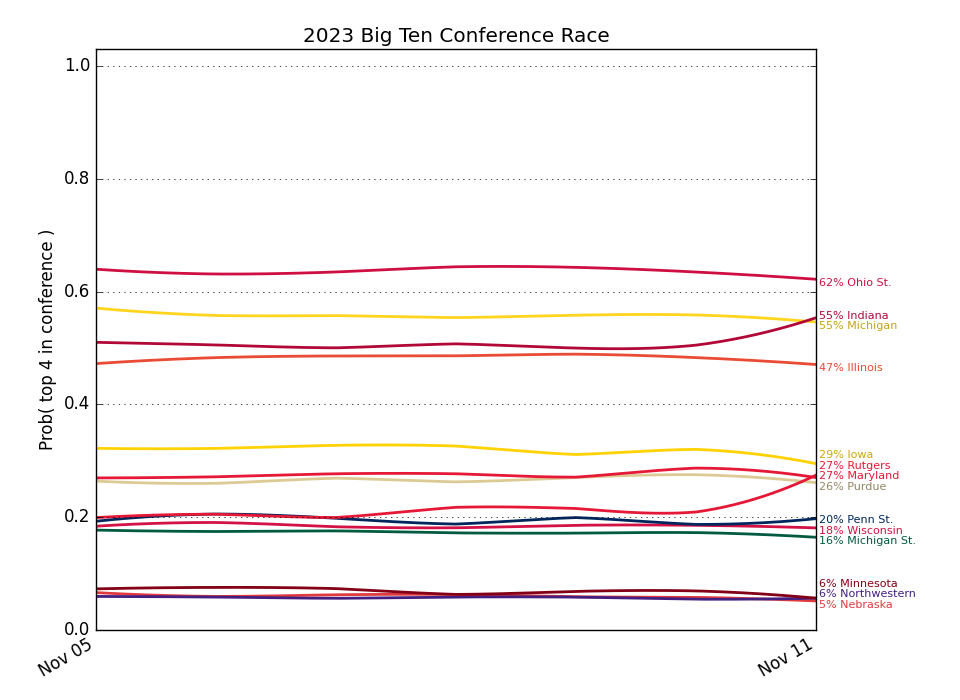 2023 Big Ten Conference Race
Prob( top 4 in conference )
1.0
0.8
0.6
0.4
0.2
0.0
Nov 05
Nov 11
62% Ohio St.
55% Indiana
55% Michigan
47% Illinois
29% Iowa
27% Rutgers
27% Maryland
26% Purdue
20% Penn St.
18% Wisconsin
16% Michigan St.
6% Minnesota
6% Northwestern
5% Nebraska